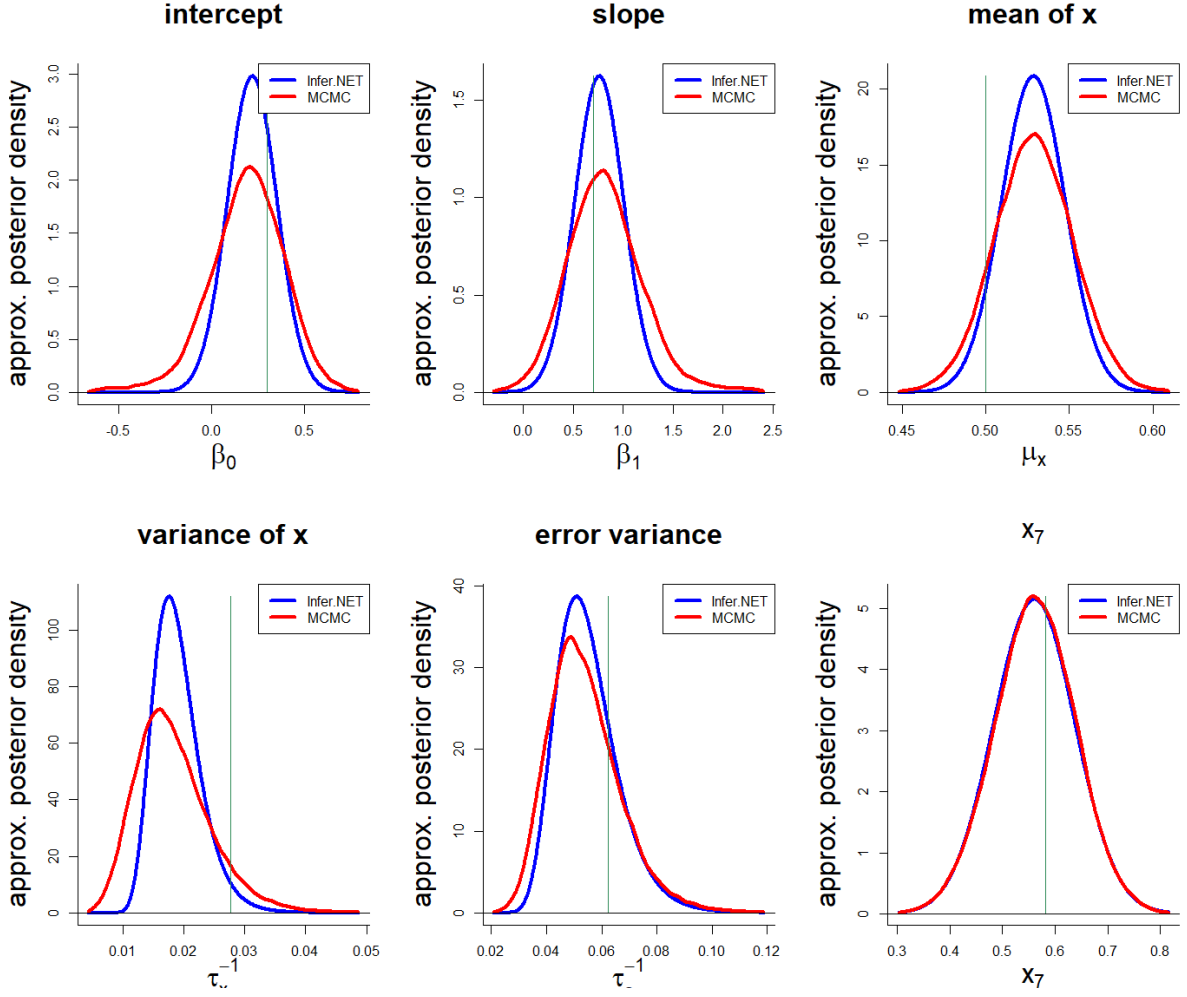 intercept
approx. posterior density
0.0 0.5 1.0 1.5 2.0 2.5 3.0
Infer.NET
MCMC
-0.5 0.0 0.5
β₀
slope
approx. posterior density
0.0 0.5 1.0 1.5
Infer.NET
MCMC
0.0 0.5 1.0 1.5 2.0 2.5
β₁
mean of x
approx. posterior density
0 5 10 15 20
Infer.NET
MCMC
0.45 0.50 0.55 0.60
μₓ
variance of x
approx. posterior density
0 20 40 60 80 100
Infer.NET
MCMC
0.01 0.02 0.03 0.04 0.05
τₓ⁻¹
error variance
approx. posterior density
0 10 20 30 40
Infer.NET
MCMC
0.02 0.04 0.06 0.08 0.10 0.12
τ⁻¹
x₇
approx. posterior density
0 1 2 3 4 5
Infer.NET
MCMC
0.3 0.4 0.5 0.6 0.7 0.8
x₇